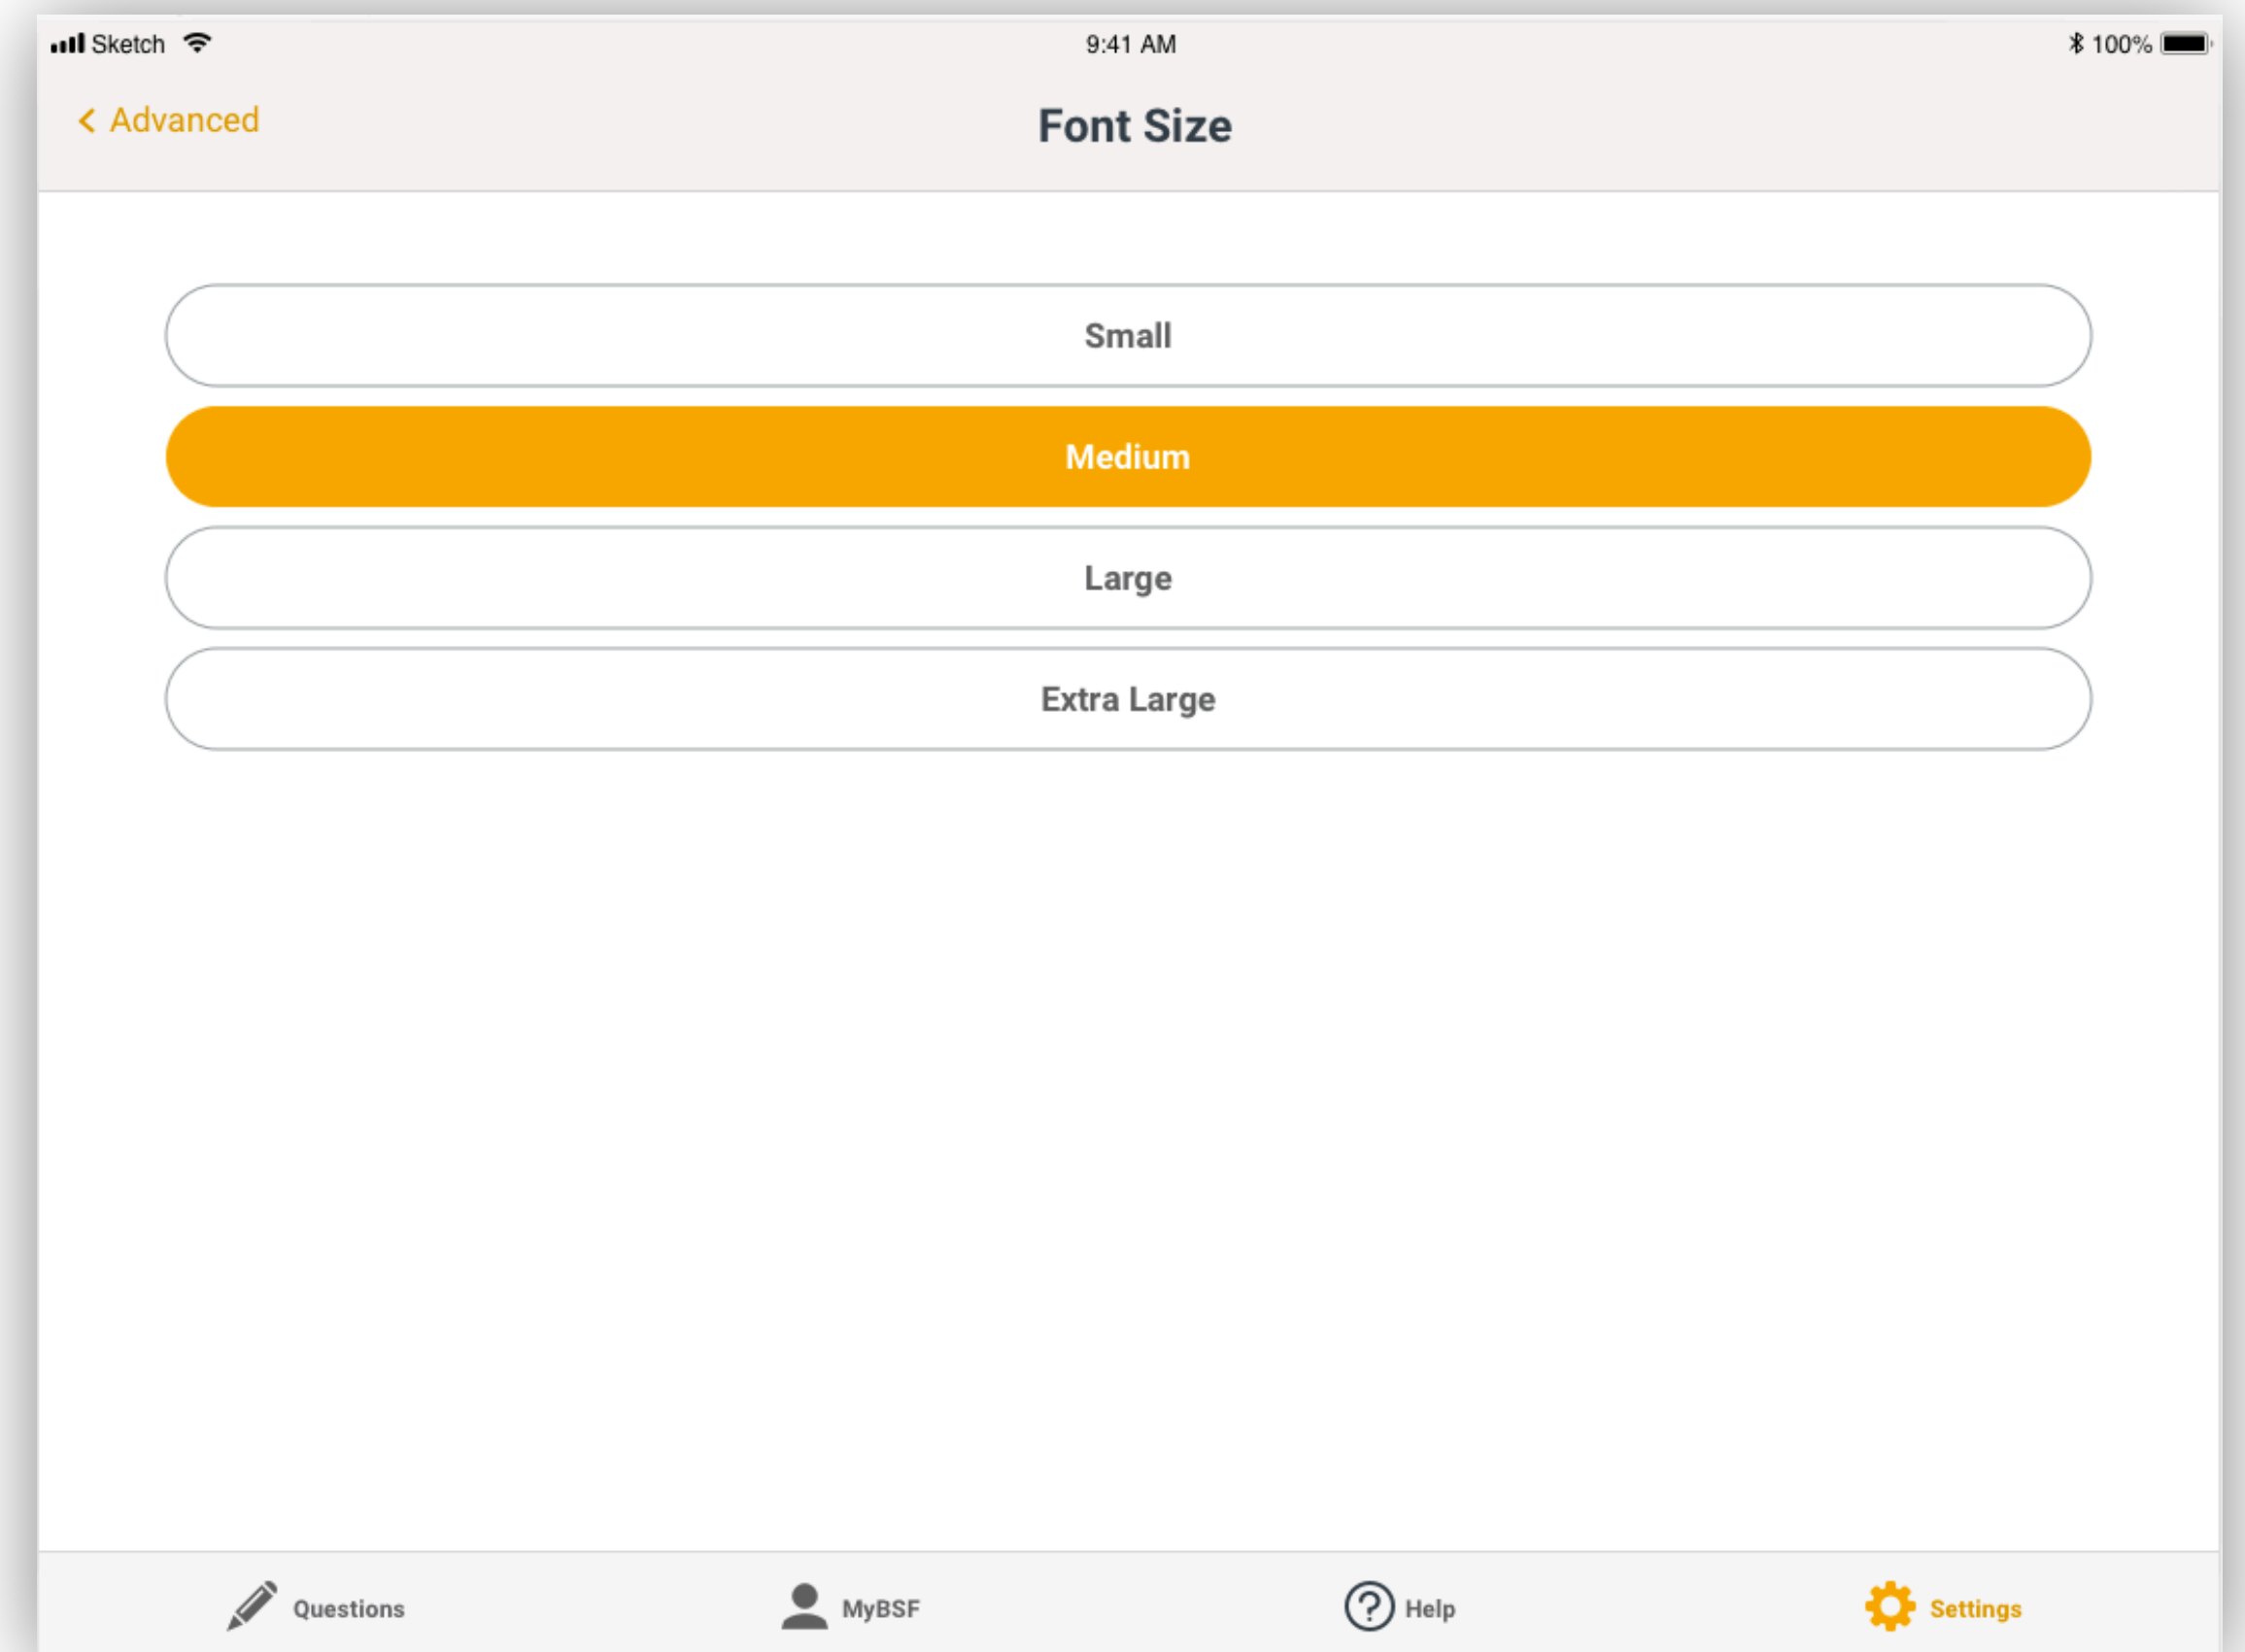 Sketch 9:41 AM 100%
Advanced Font Size
Small
Medium
Large
Extra Large
Questions MyBSF Help Settings